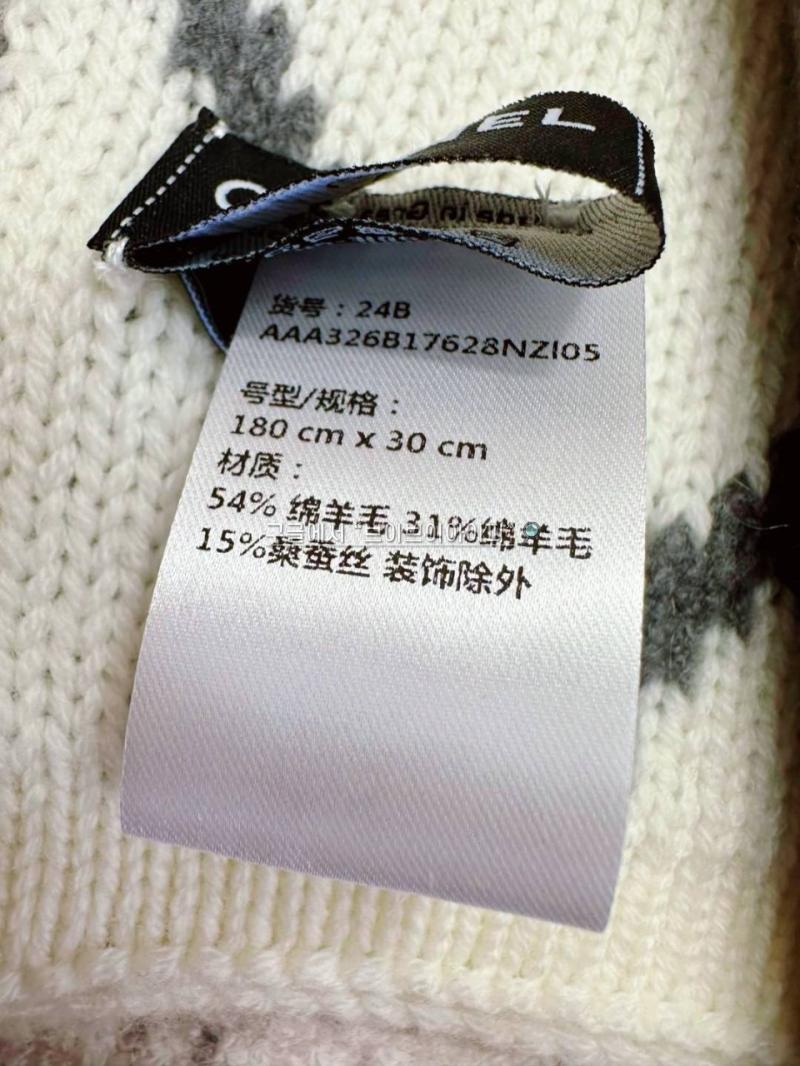 EL
货号：24B
AAA326B17628NZI05
号型/规格：
180 cm x 30 cm
材质：
54% 绵羊毛 31%绵羊毛
15%桑蚕丝 装饰除外